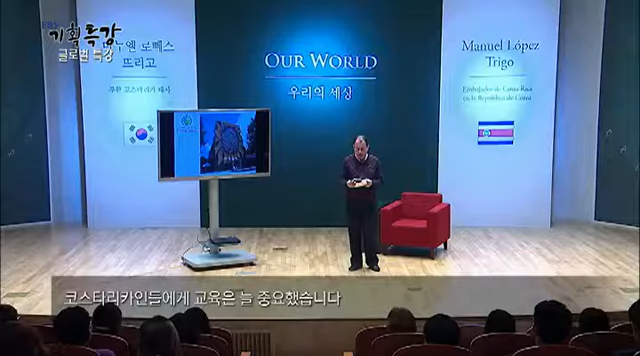 EBS
기획특강
글로벌 특강
누엘 로뻬스
뜨리고
주한 코스타리카 대사
OUR WORLD
우리의 세상
Manuel López
Trigo
Embajador de Costa Rica
en la República de Corea
코스타리카인들에게 교육은 늘 중요했습니다